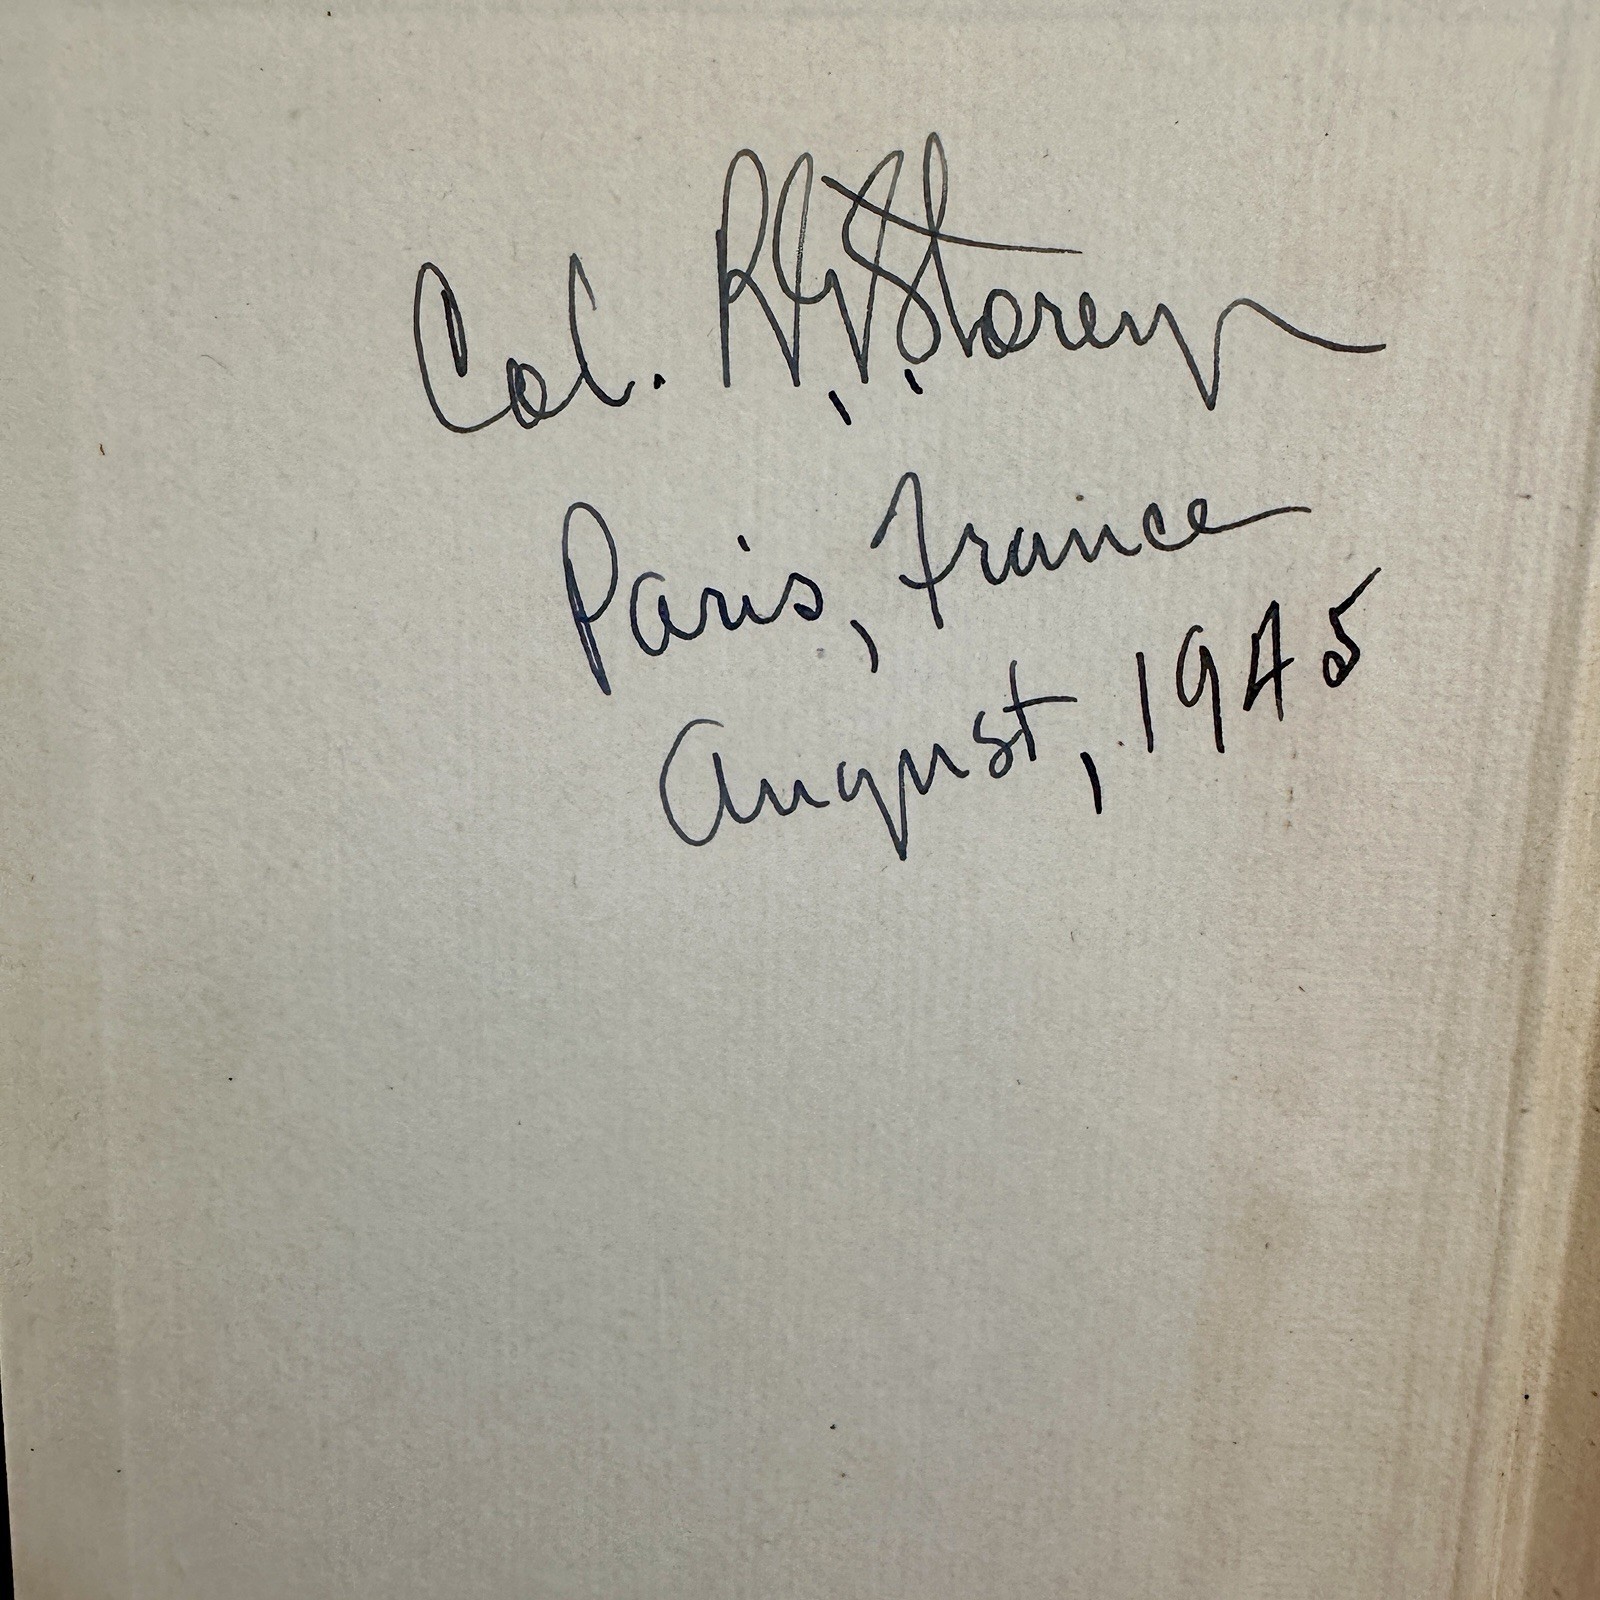 Col. R.G. Storey
Paris, France
August, 1945